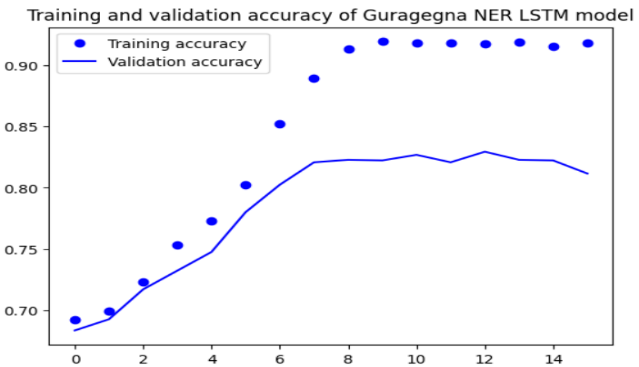 Training and validation accuracy of Guragegna NER LSTM model
Training accuracy
Validation accuracy
0.90
0.85
0.80
0.75
0.70
0 2 4 6 8 10 12 14